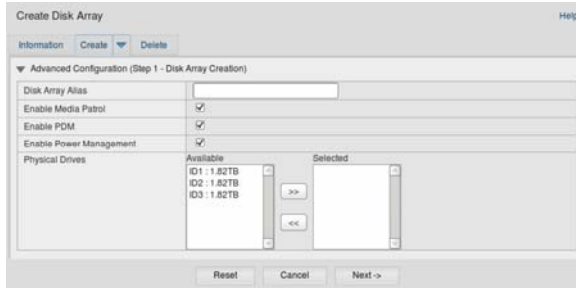 Create Disk Array
Help
Information Create Delete
Advanced Configuration (Step 1 - Disk Array Creation)
Disk Array Alias
Enable Media Patrol
Enable PDM
Enable Power Management
Physical Drives
Available Selected
ID1 : 1.82TB
ID2 : 1.82TB
ID3 : 1.82TB
>>
<<
Reset Cancel Next ->